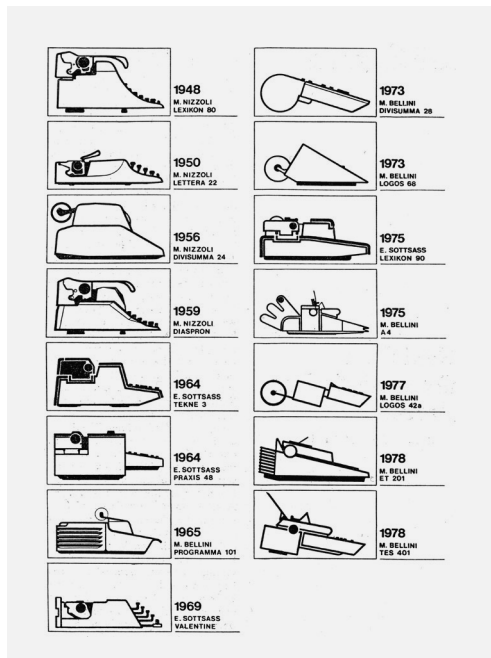 1948
M. NIZZOLI
LEXIKON 80
1950
M. NIZZOLI
LETTERA 22
1956
M. NIZZOLI
DIVISUMMA 24
1959
M. NIZZOLI
DIASPRON
1964
E. SOTTSASS
TEKNE 3
1964
E. SOTTSASS
PRAXIS 48
1965
M. BELLINI
PROGRAMMA 101
1969
E. SOTTSASS
VALENTINE
1973
M. BELLINI
DIVISUMMA 28
1973
M. BELLINI
LOGOS 68
1975
E. SOTTSASS
LEXIKON 90
1975
M. BELLINI
A4
1977
M. BELLINI
LOGOS 42a
1978
M. BELLINI
ET 201
1978
M. BELLINI
TES 401